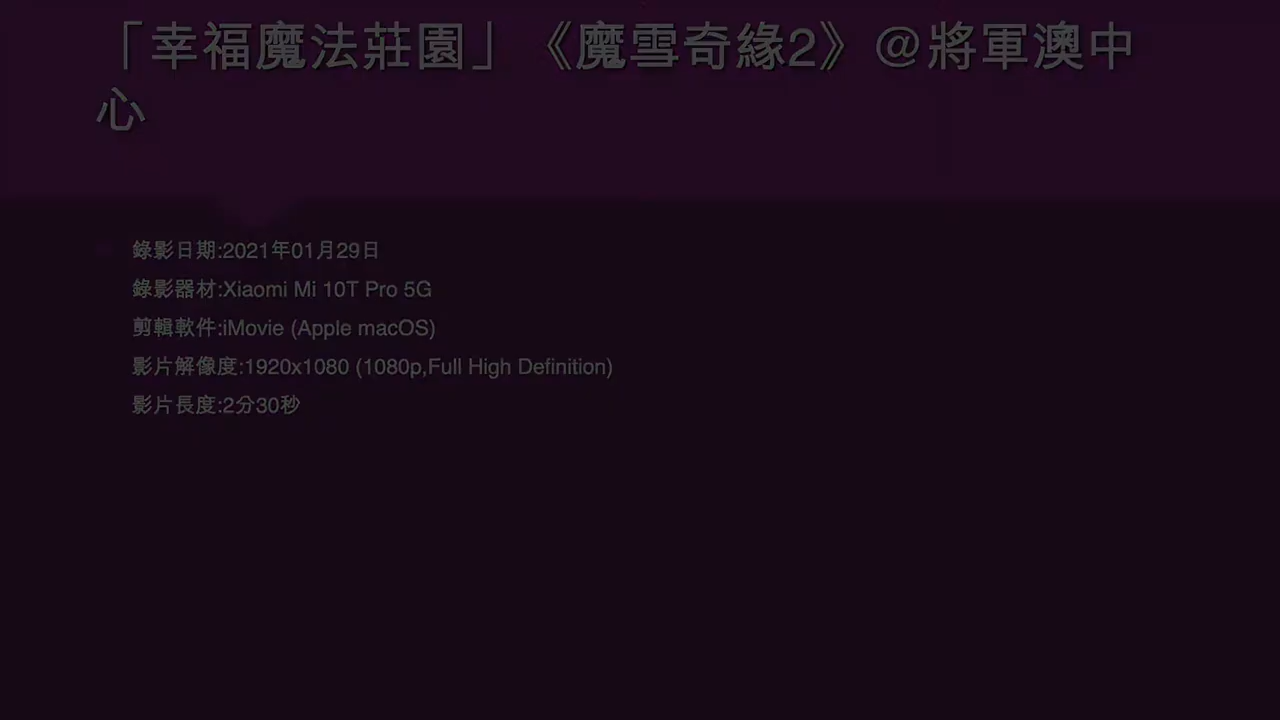 「幸福魔法莊園」《魔雪奇緣2》@將軍澳中
心
錄影日期:2021年01月29日
錄影器材:Xiaomi Mi 10T Pro 5G
剪輯軟件:iMovie (Apple macOS)
影片解像度:1920x1080 (1080p,Full High Definition)
影片長度:2分30秒